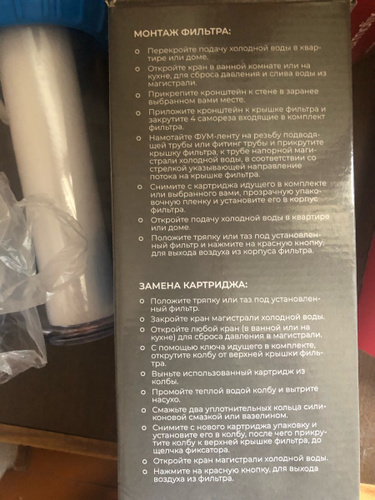 МОНТАЖ ФИЛЬТРА:
Перекройте подачу холодной воды в квар-
тире или доме.
Откройте кран в ванной комнате или на
кухне, для сброса давления и слива воды из
магистрали.
Прикрепите кронштейн к стене в заранее
выбранном вами месте.
Приложите кронштейн к крышке фильтра и
закрутите 4 самореза входящие в комплект
фильтра.
Намотайте ФУМ-ленту на резьбу подводя-
щей трубы или фитинг трубы и прикрутите
крышку фильтра, к трубе напорной маги-
страли холодной воды, в соответствии со
стрелкой указывающей направление
потока на крышке фильтра.
Снимите с картриджа идущего в комплекте
или выбранного вами, прозрачную упако-
вочную пленку и установите его в корпус
фильтра.
Откройте подачу холодной воды в квартире
или доме.
Положите тряпку или таз под установлен-
ный фильтр и нажмите на красную кнопку,
для выхода воздуха из корпуса фильтра.
ЗАМЕНА КАРТРИДЖА:
Положите тряпку или таз под установлен-
ный фильтр.
Закройте кран магистрали холодной воды.
Откройте любой кран (в ванной или на
кухне) для сброса давления в магистрали.
С помощью ключа идущего в комплекте,
открутите колбу от верхней крышки филь-
тра.
Выньте использованный картридж из
колбы.
Промойте теплой водой колбу и вытрите
насухо.
Смажьте два уплотнительных кольца сили-
коновой смазкой или вазелином.
Снимите с нового картриджа упаковку и
установите его в колбу, после чего прикру-
тите колбу к верхней крышке фильтра, до
щелчка фиксатора.
Откройте кран магистрали холодной воды.
Нажмите на красную кнопку, для выхода
воздуха из фильтра.